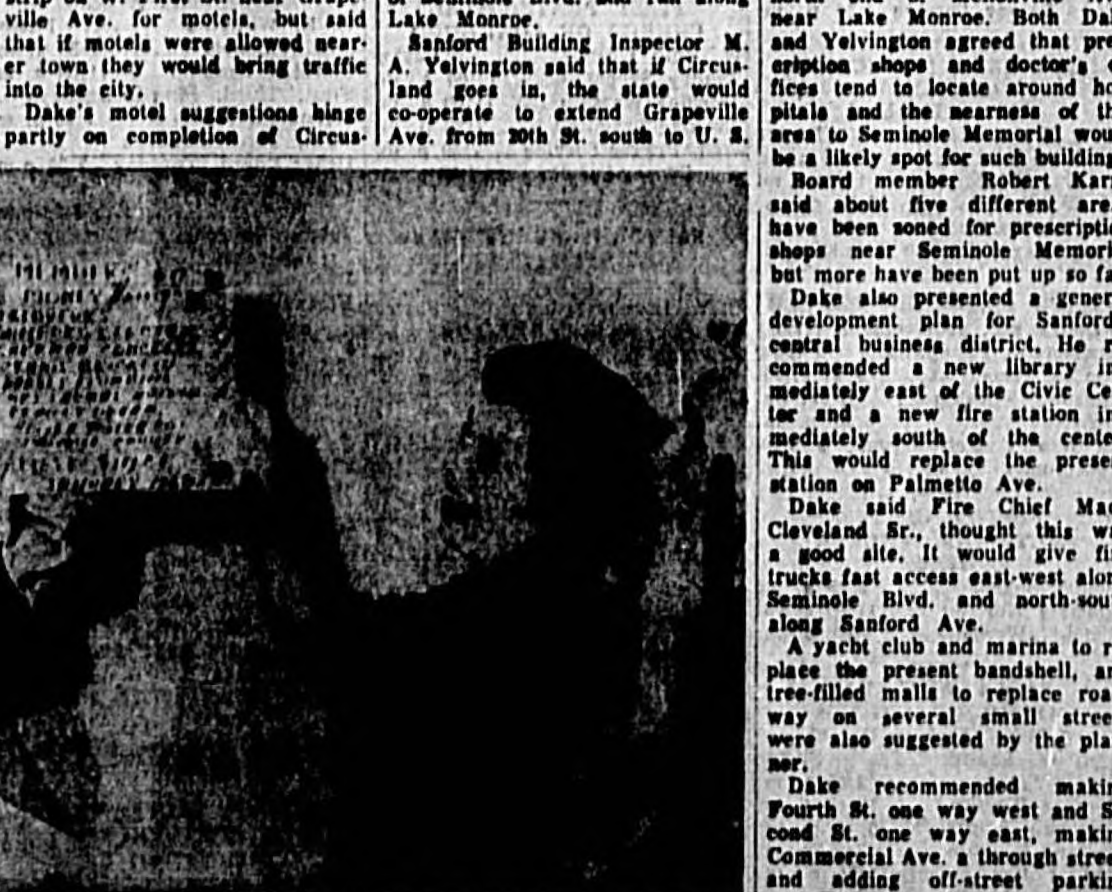 ville Ave. for motels, but said
that if motels were allowed near-
er town they would bring traffic
into the city.
Dake's motel suggestions hinge
partly on completion of Circus-
Lake Monroe.
Sanford Building Inspector M.
A. Yelvington said that if Circus-
land goes in, the state would
co-operate to extend Grapeville
Ave. from 20th St. south to U. S.
near Lake Monroe. Both Dak
and Yelvington agreed that pre
scription shops and doctor's o
fices tend to locate around ho
pitals and the nearness of th
area to Seminole Memorial woul
be a likely spot for such building
Board member Robert Kar
said about five different are
have been zoned for prescriptio
shops near Seminole Memori
but more have been put up so fa
Dake also presented a gener
development plan for Sanford
central business district. He r
commended a new library im
mediately east of the Civic Ce
ter and a new fire station im
mediately south of the cente
This would replace the presen
station on Palmetto Ave.
Dake said Fire Chief Mac
Cleveland Sr., thought this wa
a good site. It would give fir
trucks fast access east-west alon
Seminole Blvd. and north-sout
along Sanford Ave.
A yacht club and marina to r
place the present bandshell, an
tree-filled malls to replace roa
way on several small stree
were also suggested by the pla
ner.
Dake recommended makin
Fourth St. one way west and S
cond St. one way east, makin
Commercial Ave. a through stree
and adding off-street parkin